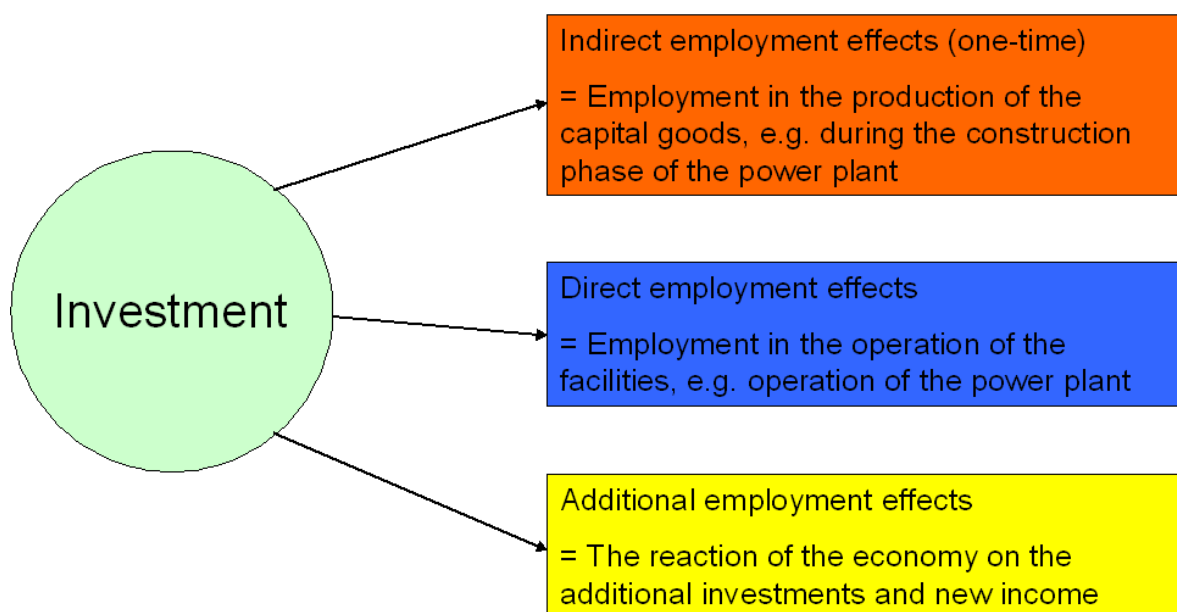 Indirect employment effects (one-time)
= Employment in the production of the
capital goods, e.g. during the construction
phase of the power plant
Investment
Direct employment effects
= Employment in the operation of the
facilities, e.g. operation of the power plant
Additional employment effects
= The reaction of the economy on the
additional investments and new income